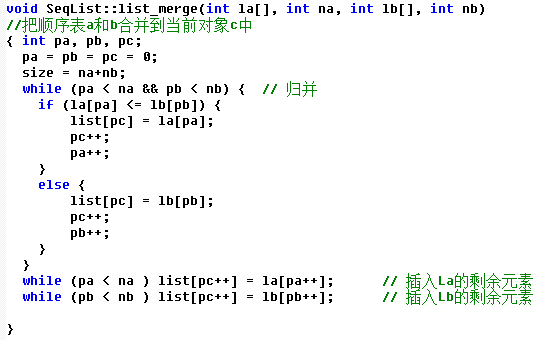 void SeqList::list_merge(int la[], int na, int lb[], int nb)
//把顺序表a和b合并到当前对象c中
{ int pa, pb, pc;
  pa = pb = pc = 0;
  size = na+nb;
  while (pa < na && pb < nb) {  // 归并
    if (la[pa] <= lb[pb]) {
        list[pc] = la[pa];
        pc++;
        pa++;
    }
    else {
        list[pc] = lb[pb];
        pc++;
        pb++;
    }
  }
  while (pa < na ) list[pc++] = la[pa++];      // 插入La的剩余元素
  while (pb < nb ) list[pc++] = lb[pb++];      // 插入Lb的剩余元素
}